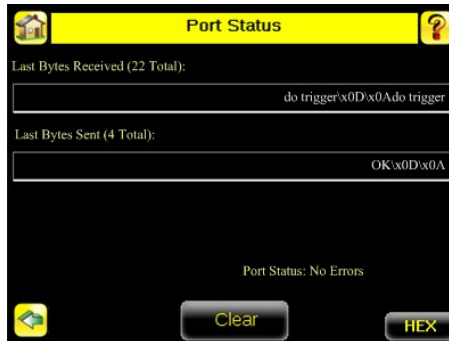 Port Status
?
Last Bytes Received (22 Total):
do trigger\x0D\x0Ado trigger
Last Bytes Sent (4 Total):
OK\x0D\x0A
Port Status: No Errors
Clear
HEX